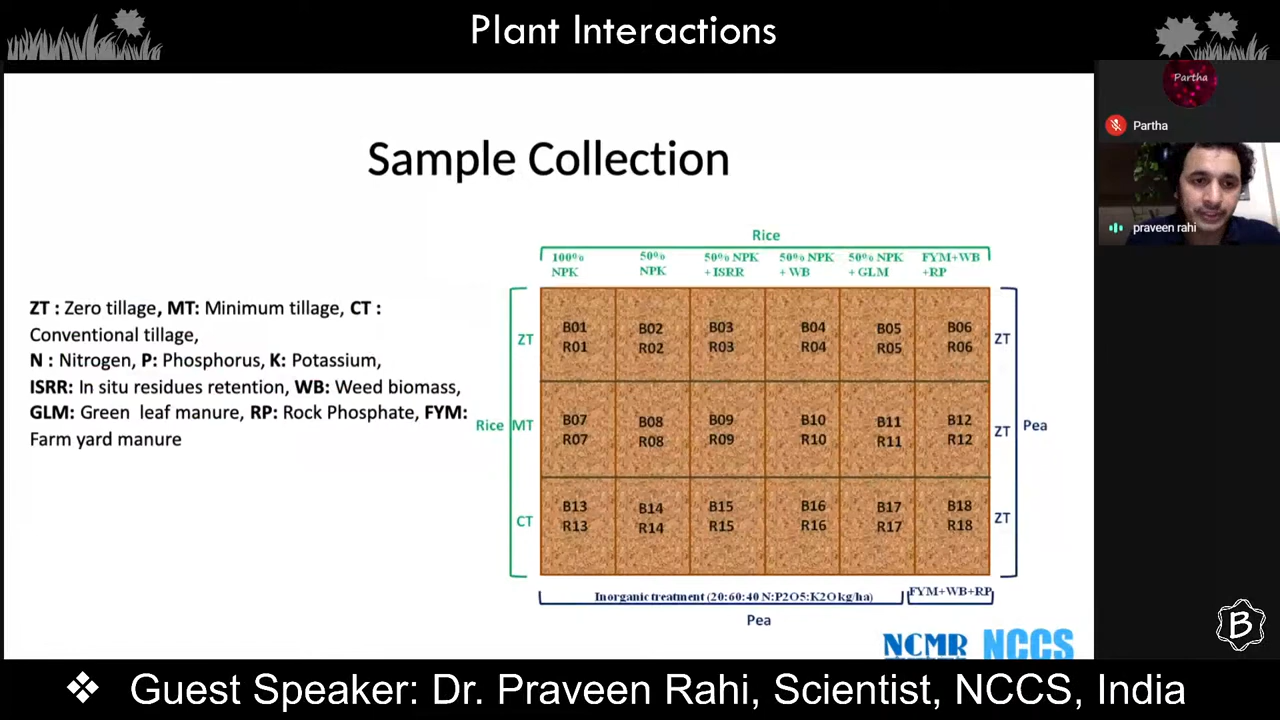 Plant Interactions
Partha
Partha
praveen rahi
Sample Collection
ZT : Zero tillage, MT: Minimum tillage, CT :
Conventional tillage,
N : Nitrogen, P: Phosphorus, K: Potassium,
ISRR: In situ residues retention, WB: Weed biomass,
GLM: Green leaf manure, RP: Rock Phosphate, FYM:
Farm yard manure
Rice
100% 50% 50% NPK 50% NPK 50% NPK FYM+WB
NPK NPK + ISRR + WB + GLM +RP
ZT B01 B02 B03 B04 B05 B06 ZT
R01 R02 R03 R04 R05 R06
Rice MT B07 B08 B09 B10 B11 B12 ZT Pea
R07 R08 R09 R10 R11 R12
CT B13 B14 B15 B16 B17 B18 ZT
R13 R14 R15 R16 R17 R18
Inorganic treatment (20:60:40 N:P2O5:K2O kg/ha) FYM+WB+RP
Pea
NCMR NCCS
B
❖ Guest Speaker: Dr. Praveen Rahi, Scientist, NCCS, India